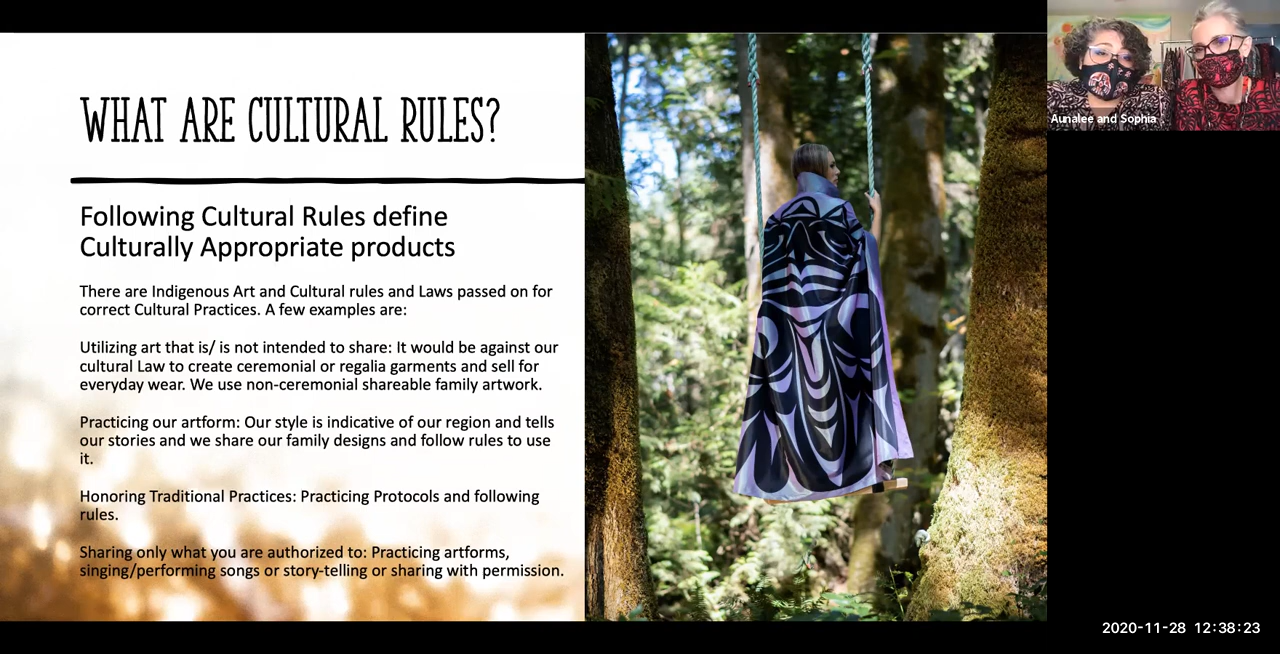 WHAT ARE CULTURAL RULES?
Following Cultural Rules define
Culturally Appropriate products
There are Indigenous Art and Cultural rules and Laws passed on for
correct Cultural Practices. A few examples are:
Utilizing art that is/ is not intended to share: It would be against our
cultural Law to create ceremonial or regalia garments and sell for
everyday wear. We use non-ceremonial shareable family artwork.
Practicing our artform: Our style is indicative of our region and tells
our stories and we share our family designs and follow rules to use
it.
Honoring Traditional Practices: Practicing Protocols and following
rules.
Sharing only what you are authorized to: Practicing artforms,
singing/performing songs or story-telling or sharing with permission.
Aunalee and Sophia
2020-11-28 12:38:23